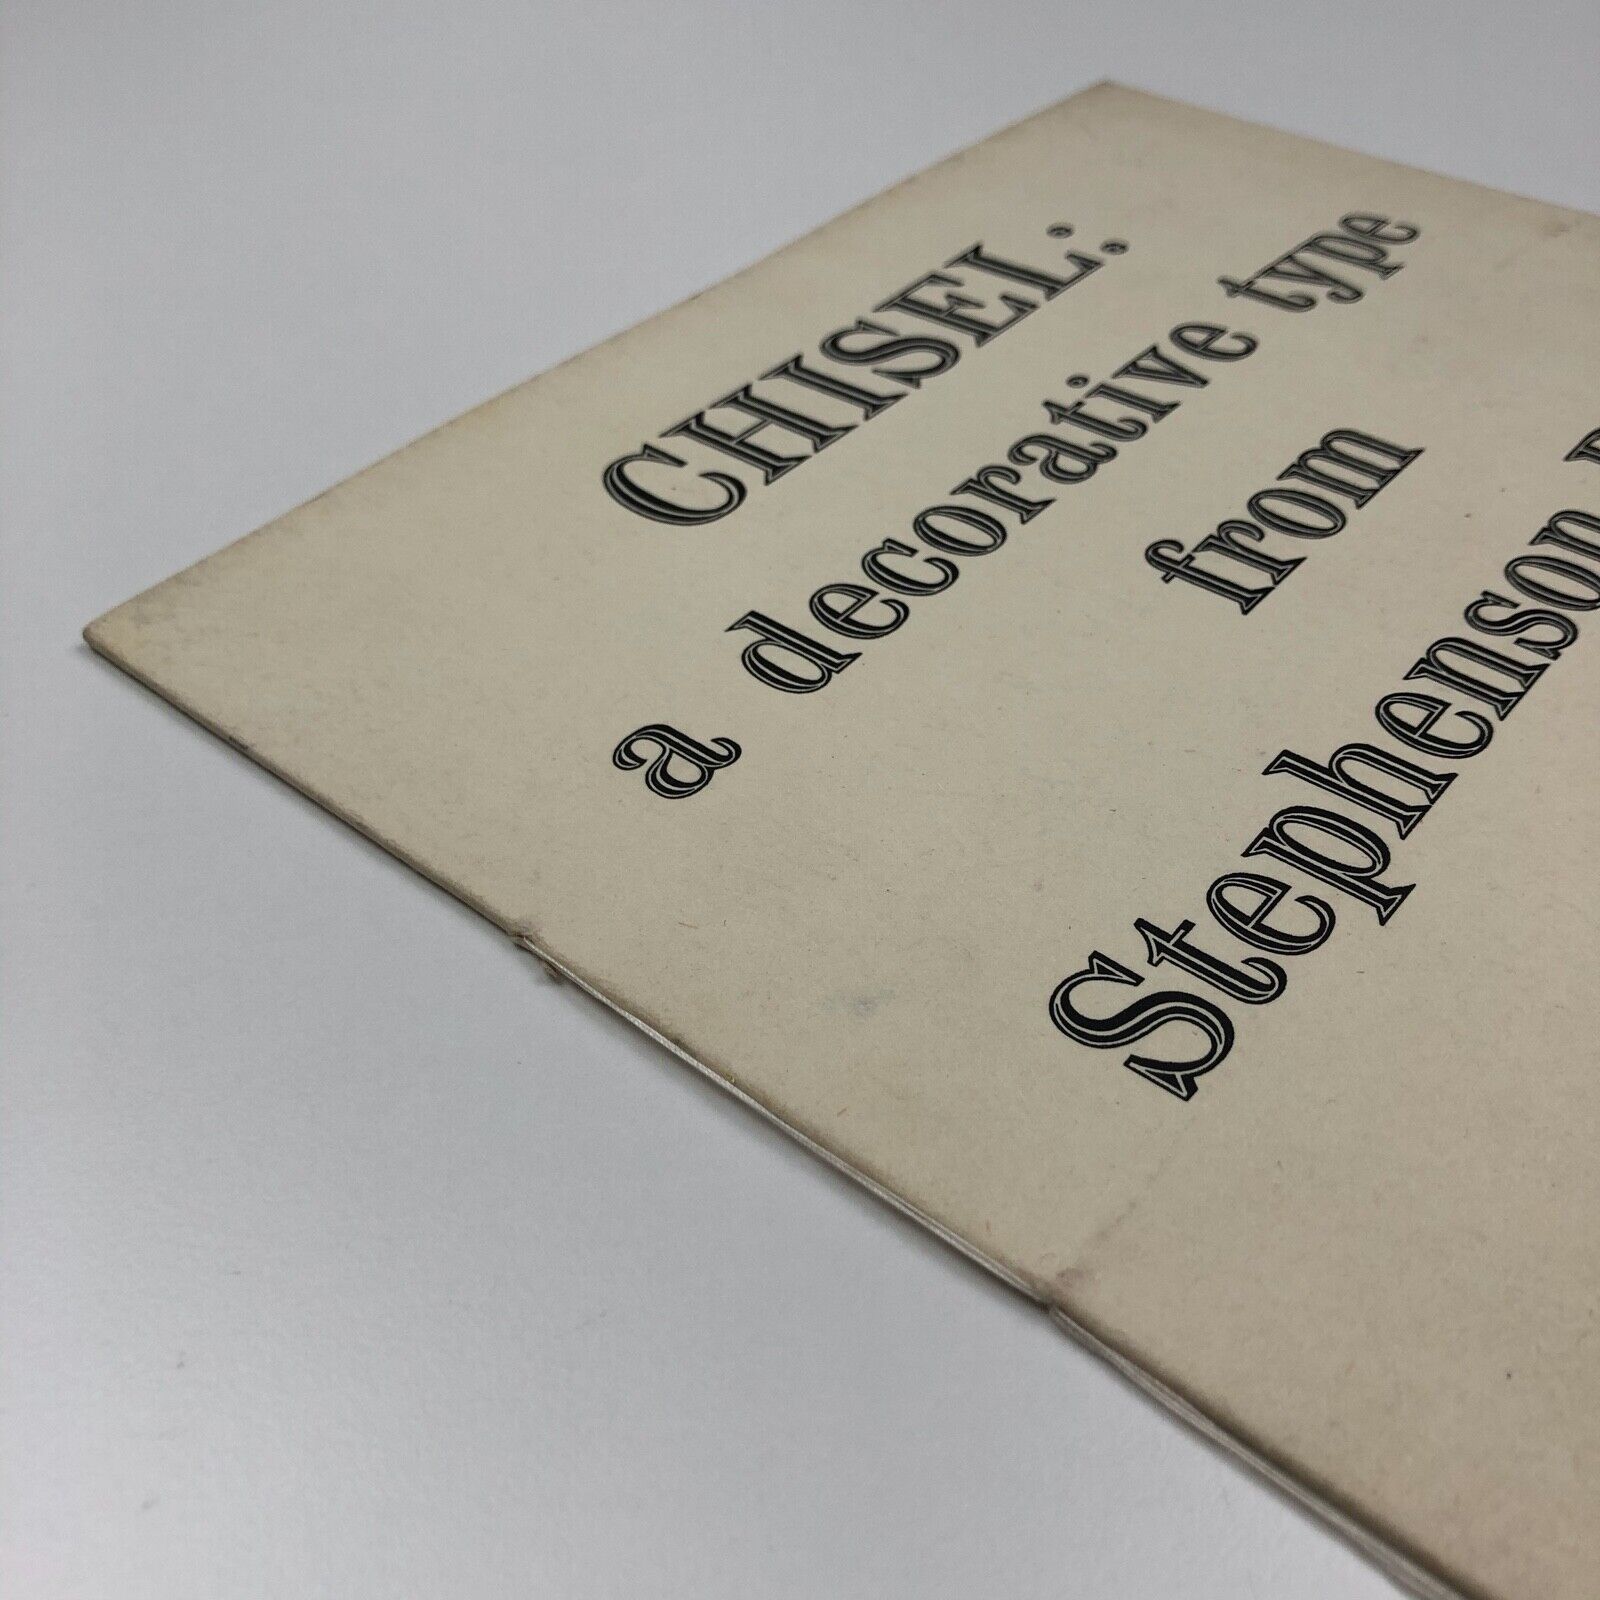 CHISEL:
a decorative type
from
Stephenson